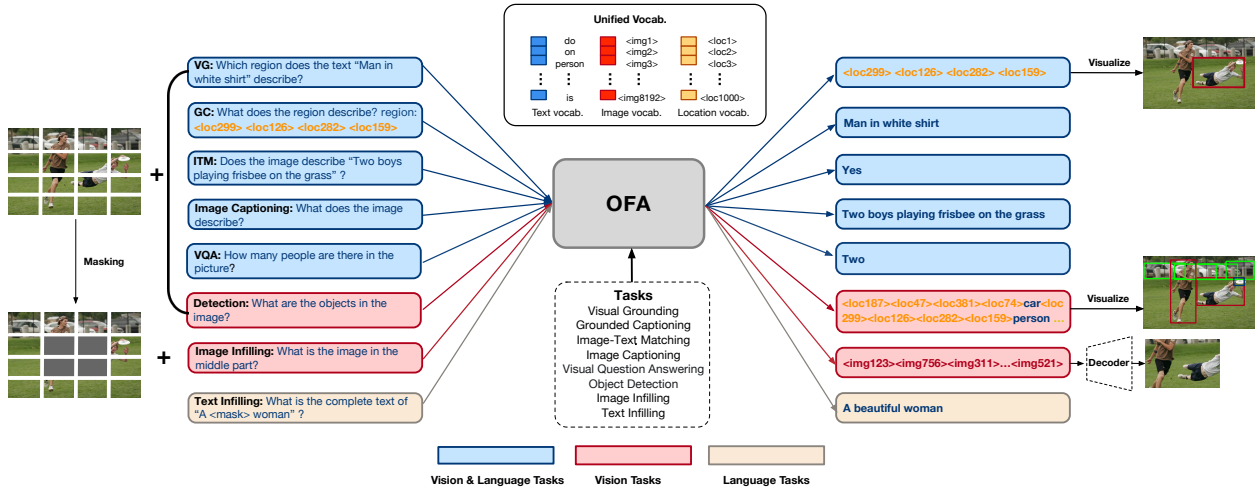 Unified Vocab.
do
on
person
is
Text vocab.
<img1>
<img2>
<img3>
<img8192>
Image vocab.
<loc1>
<loc2>
<loc3>
<loc1000>
Location vocab.
Masking
+
+
VG: Which region does the text “Man in
white shirt” describe?
GC: What does the region describe? region:
<loc299> <loc126> <loc282> <loc159>
ITM: Does the image describe “Two boys
playing frisbee on the grass” ?
Image Captioning: What does the image
describe?
VQA: How many people are there in the
picture?
Detection: What are the objects in the
image?
Image Infilling: What is the image in the
middle part?
Text Infilling: What is the complete text of
“A <mask> woman” ?
OFA
Tasks
Visual Grounding
Grounded Captioning
Image-Text Matching
Image Captioning
Visual Question Answering
Object Detection
Image Infilling
Text Infilling
<loc299> <loc126> <loc282> <loc159>
Visualize
Man in white shirt
Yes
Two boys playing frisbee on the grass
Two
<loc187><loc47><loc381><loc74>car<loc
299><loc126><loc282><loc159>person ...
Visualize
<img123><img756><img311>...<img521>
Decoder
A beautiful woman
Vision & Language Tasks
Vision Tasks
Language Tasks